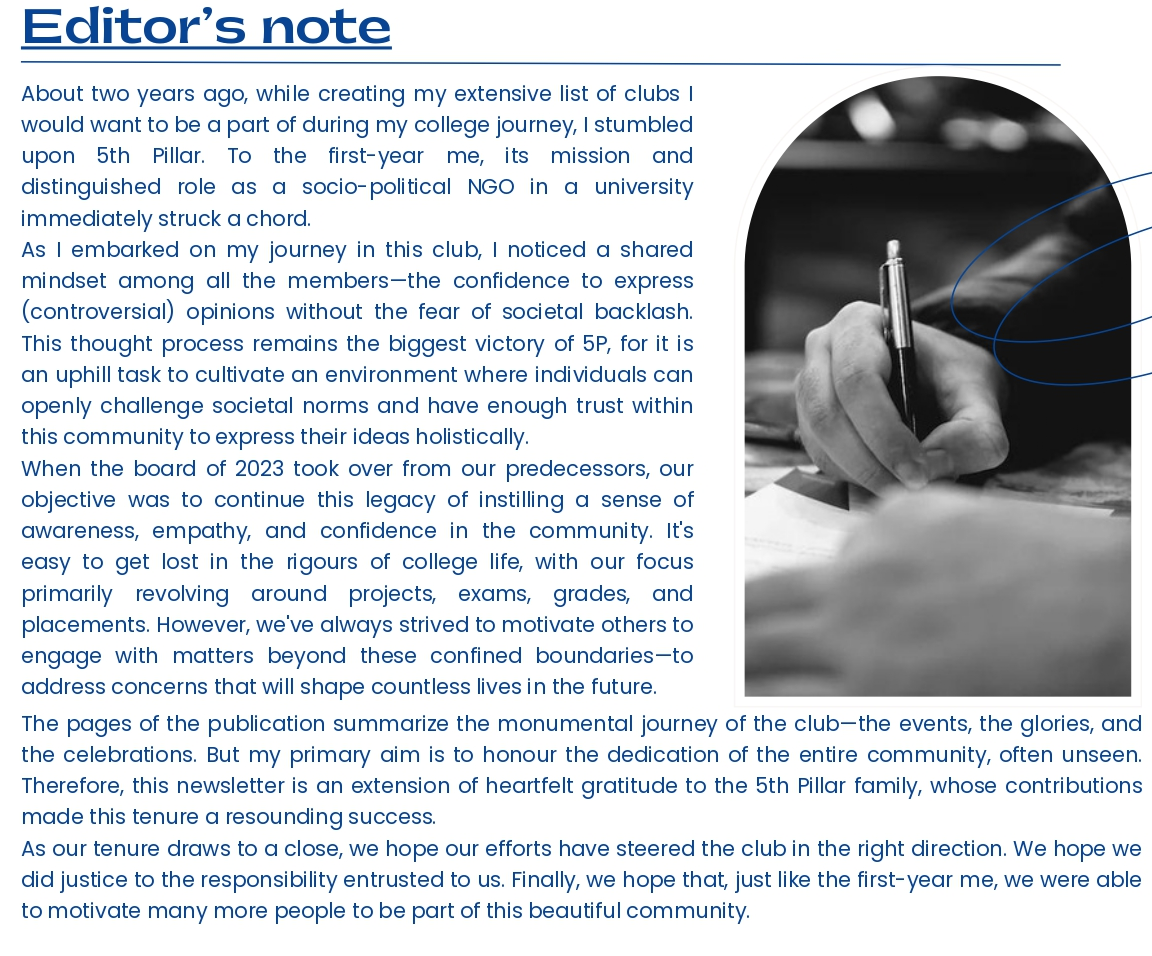 Editor’s note
About two years ago, while creating my extensive list of clubs I
would want to be a part of during my college journey, I stumbled
upon 5th Pillar. To the first-year me, its mission and
distinguished role as a socio-political NGO in a university
immediately struck a chord.
As I embarked on my journey in this club, I noticed a shared
mindset among all the members—the confidence to express
(controversial) opinions without the fear of societal backlash.
This thought process remains the biggest victory of 5P, for it is
an uphill task to cultivate an environment where individuals can
openly challenge societal norms and have enough trust within
this community to express their ideas holistically.
When the board of 2023 took over from our predecessors, our
objective was to continue this legacy of instilling a sense of
awareness, empathy, and confidence in the community. It's
easy to get lost in the rigours of college life, with our focus
primarily revolving around projects, exams, grades, and
placements. However, we've always strived to motivate others to
engage with matters beyond these confined boundaries—to
address concerns that will shape countless lives in the future.
The pages of the publication summarize the monumental journey of the club—the events, the glories, and
the celebrations. But my primary aim is to honour the dedication of the entire community, often unseen.
Therefore, this newsletter is an extension of heartfelt gratitude to the 5th Pillar family, whose contributions
made this tenure a resounding success.
As our tenure draws to a close, we hope our efforts have steered the club in the right direction. We hope we
did justice to the responsibility entrusted to us. Finally, we hope that, just like the first-year me, we were able
to motivate many more people to be part of this beautiful community.